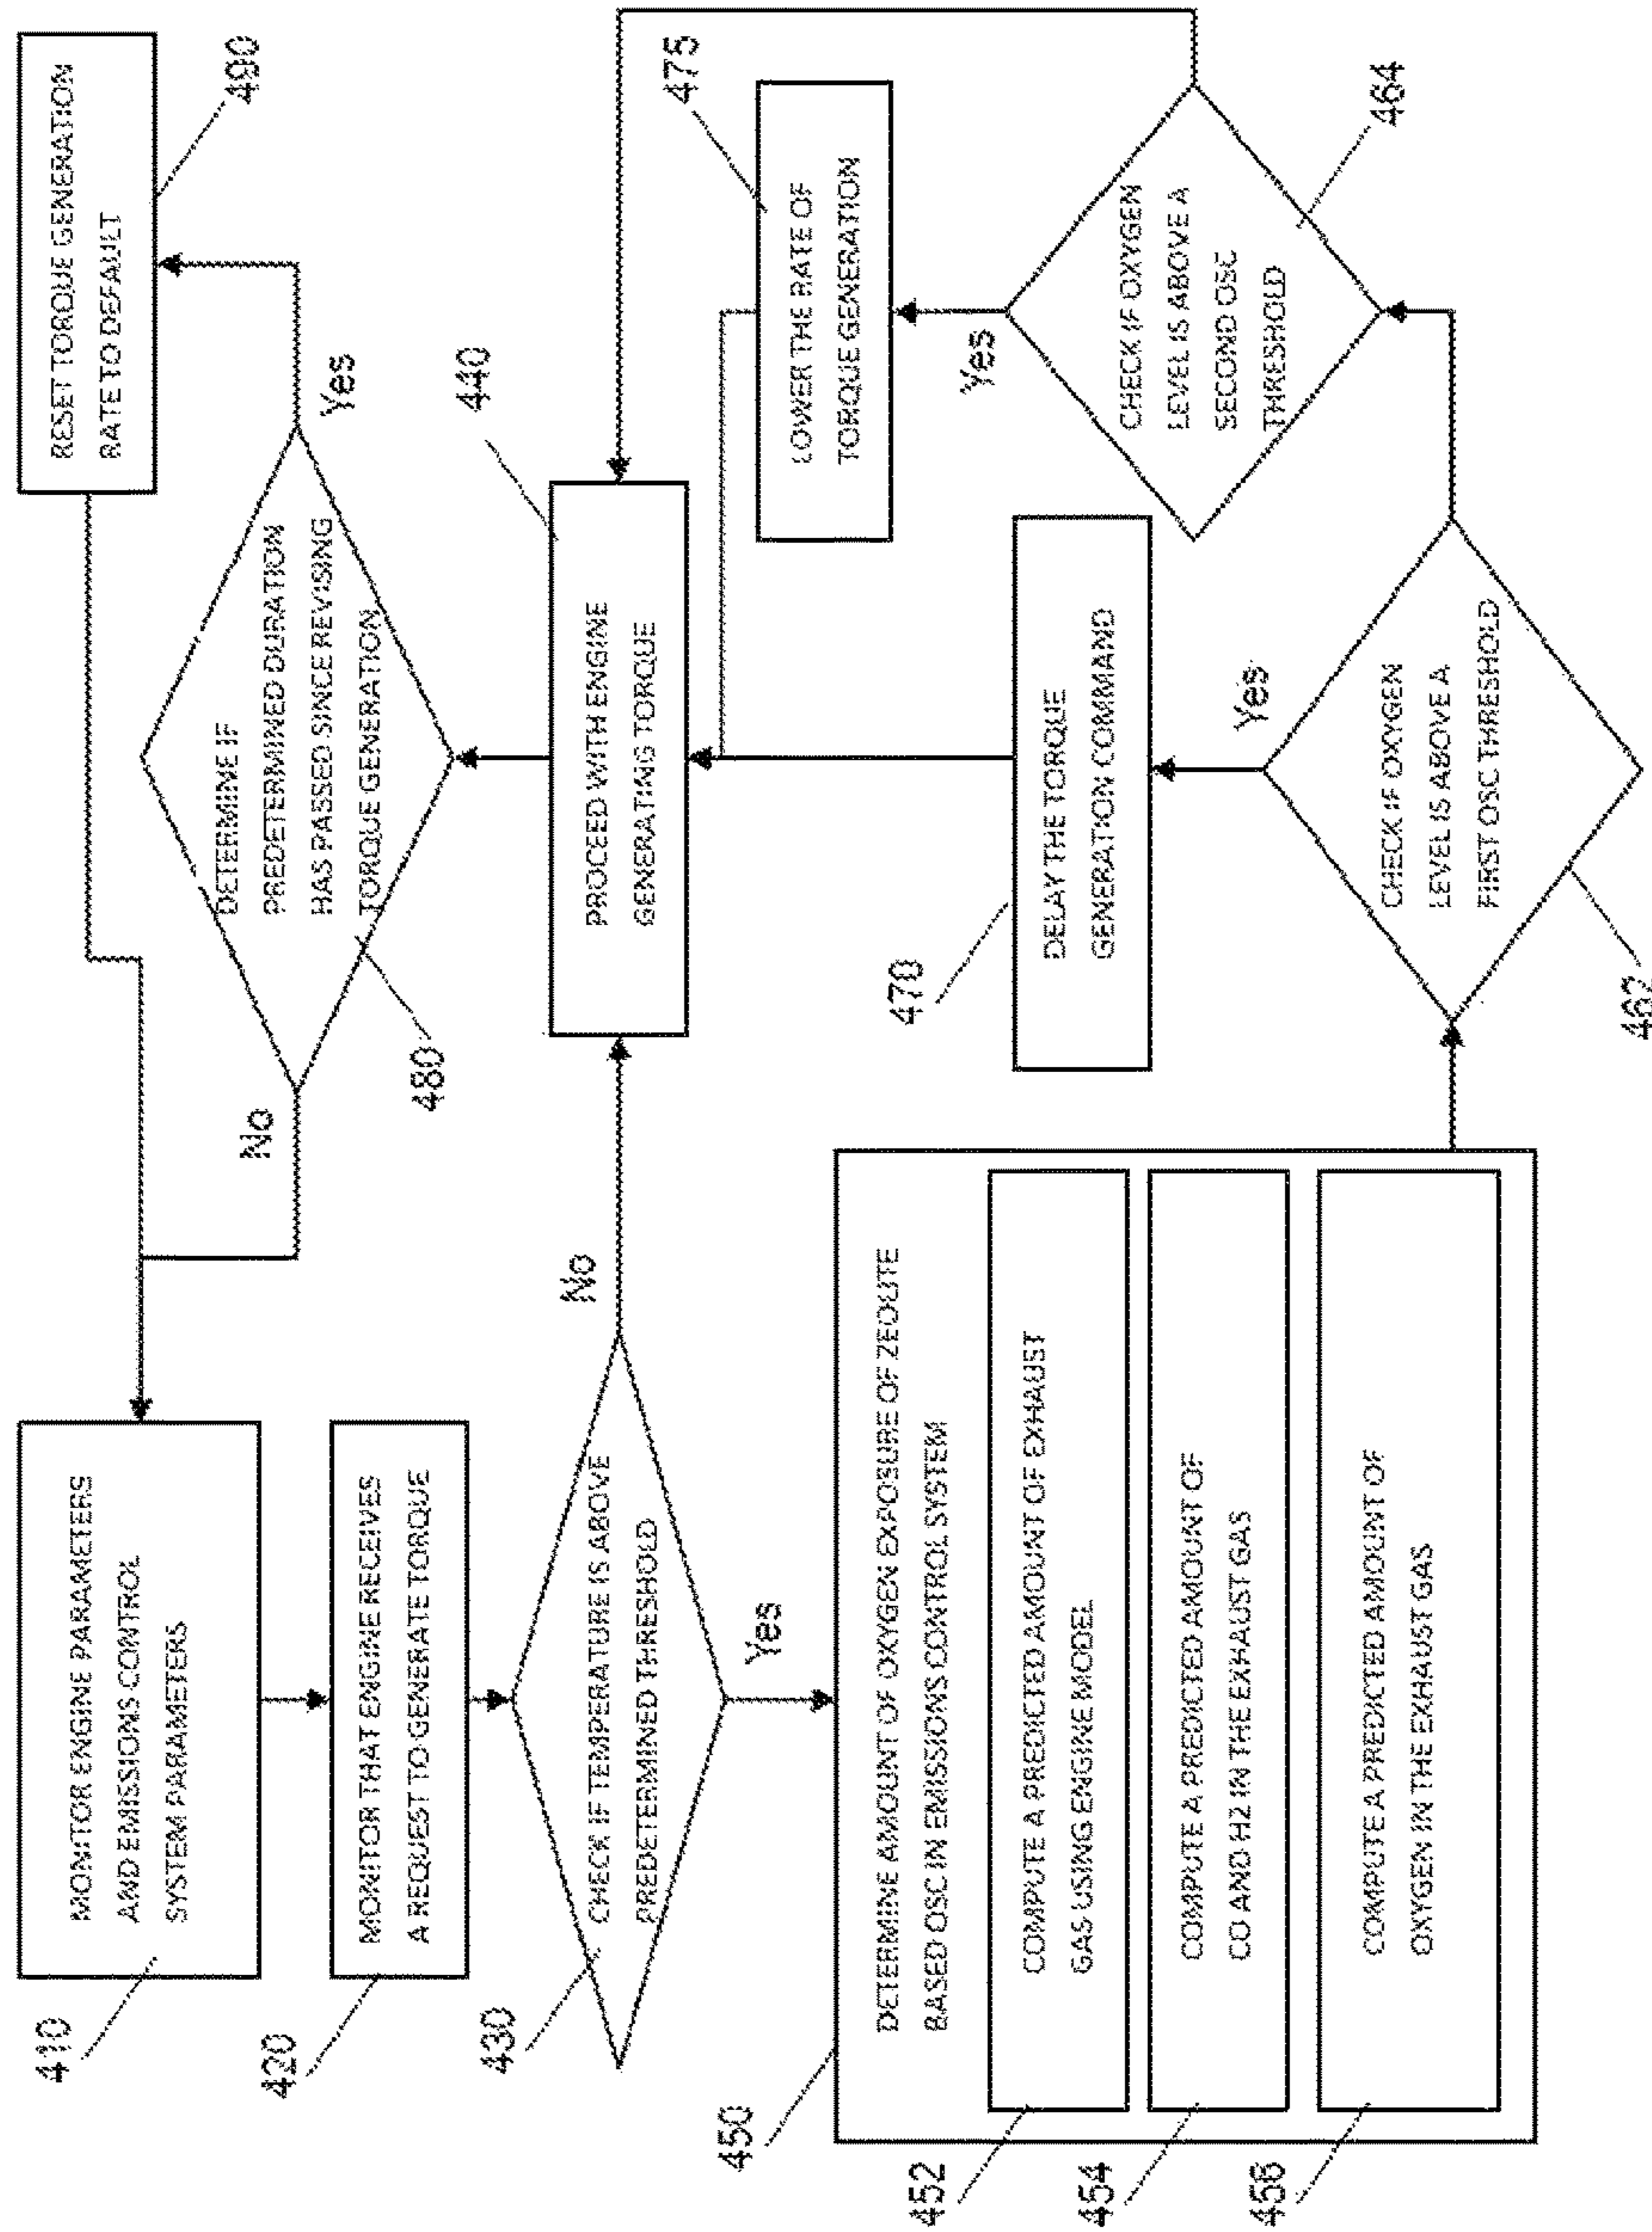 410
MONITOR ENGINE PARAMETERS
AND EMISSIONS CONTROL
SYSTEM PARAMETERS
420
MONITOR THAT ENGINE RECEIVES
A REQUEST TO GENERATE TORQUE
430
CHECK IF TEMPERATURE IS ABOVE
PREDETERMINED THRESHOLD
No
Yes
450
DETERMINE AMOUNT OF OXYGEN EXPOSURE OF ZEOLITE
BASED OSC IN EMISSIONS CONTROL SYSTEM
452
COMPUTE A PREDICTED AMOUNT OF EXHAUST
GAS USING ENGINE MODEL
454
COMPUTE A PREDICTED AMOUNT OF
CO AND H2 IN THE EXHAUST GAS
456
COMPUTE A PREDICTED AMOUNT OF
OXYGEN IN THE EXHAUST GAS
RESET TORQUE GENERATION
RATE TO DEFAULT
490
No
DETERMINE IF
PREDETERMINED DURATION
HAS PASSED SINCE REVISING
TORQUE GENERATION
Yes
480
440
PROCEED WITH ENGINE
GENERATING TORQUE
475
LOWER THE RATE OF
TORQUE GENERATION
470
DELAY THE TORQUE
GENERATION COMMAND
Yes
Yes
CHECK IF OXYGEN
LEVEL IS ABOVE A
SECOND OSC
THRESHOLD
464
CHECK IF OXYGEN
LEVEL IS ABOVE A
FIRST OSC THRESHOLD
462